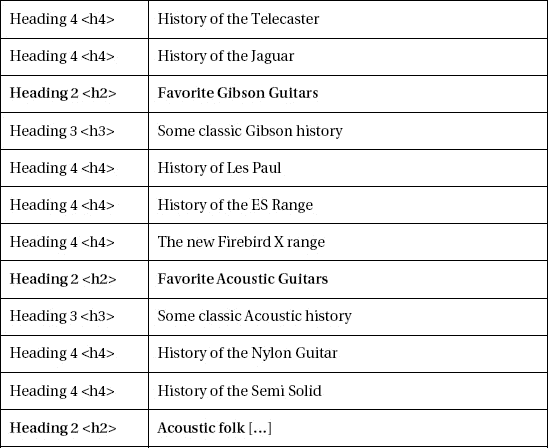 Heading 4 <h4> History of the Telecaster
Heading 4 <h4> History of the Jaguar
Heading 2 <h2> Favorite Gibson Guitars
Heading 3 <h3> Some classic Gibson history
Heading 4 <h4> History of Les Paul
Heading 4 <h4> History of the ES Range
Heading 4 <h4> The new Firebird X range
Heading 2 <h2> Favorite Acoustic Guitars
Heading 3 <h3> Some classic Acoustic history
Heading 4 <h4> History of the Nylon Guitar
Heading 4 <h4> History of the Semi Solid
Heading 2 <h2> Acoustic folk [...]